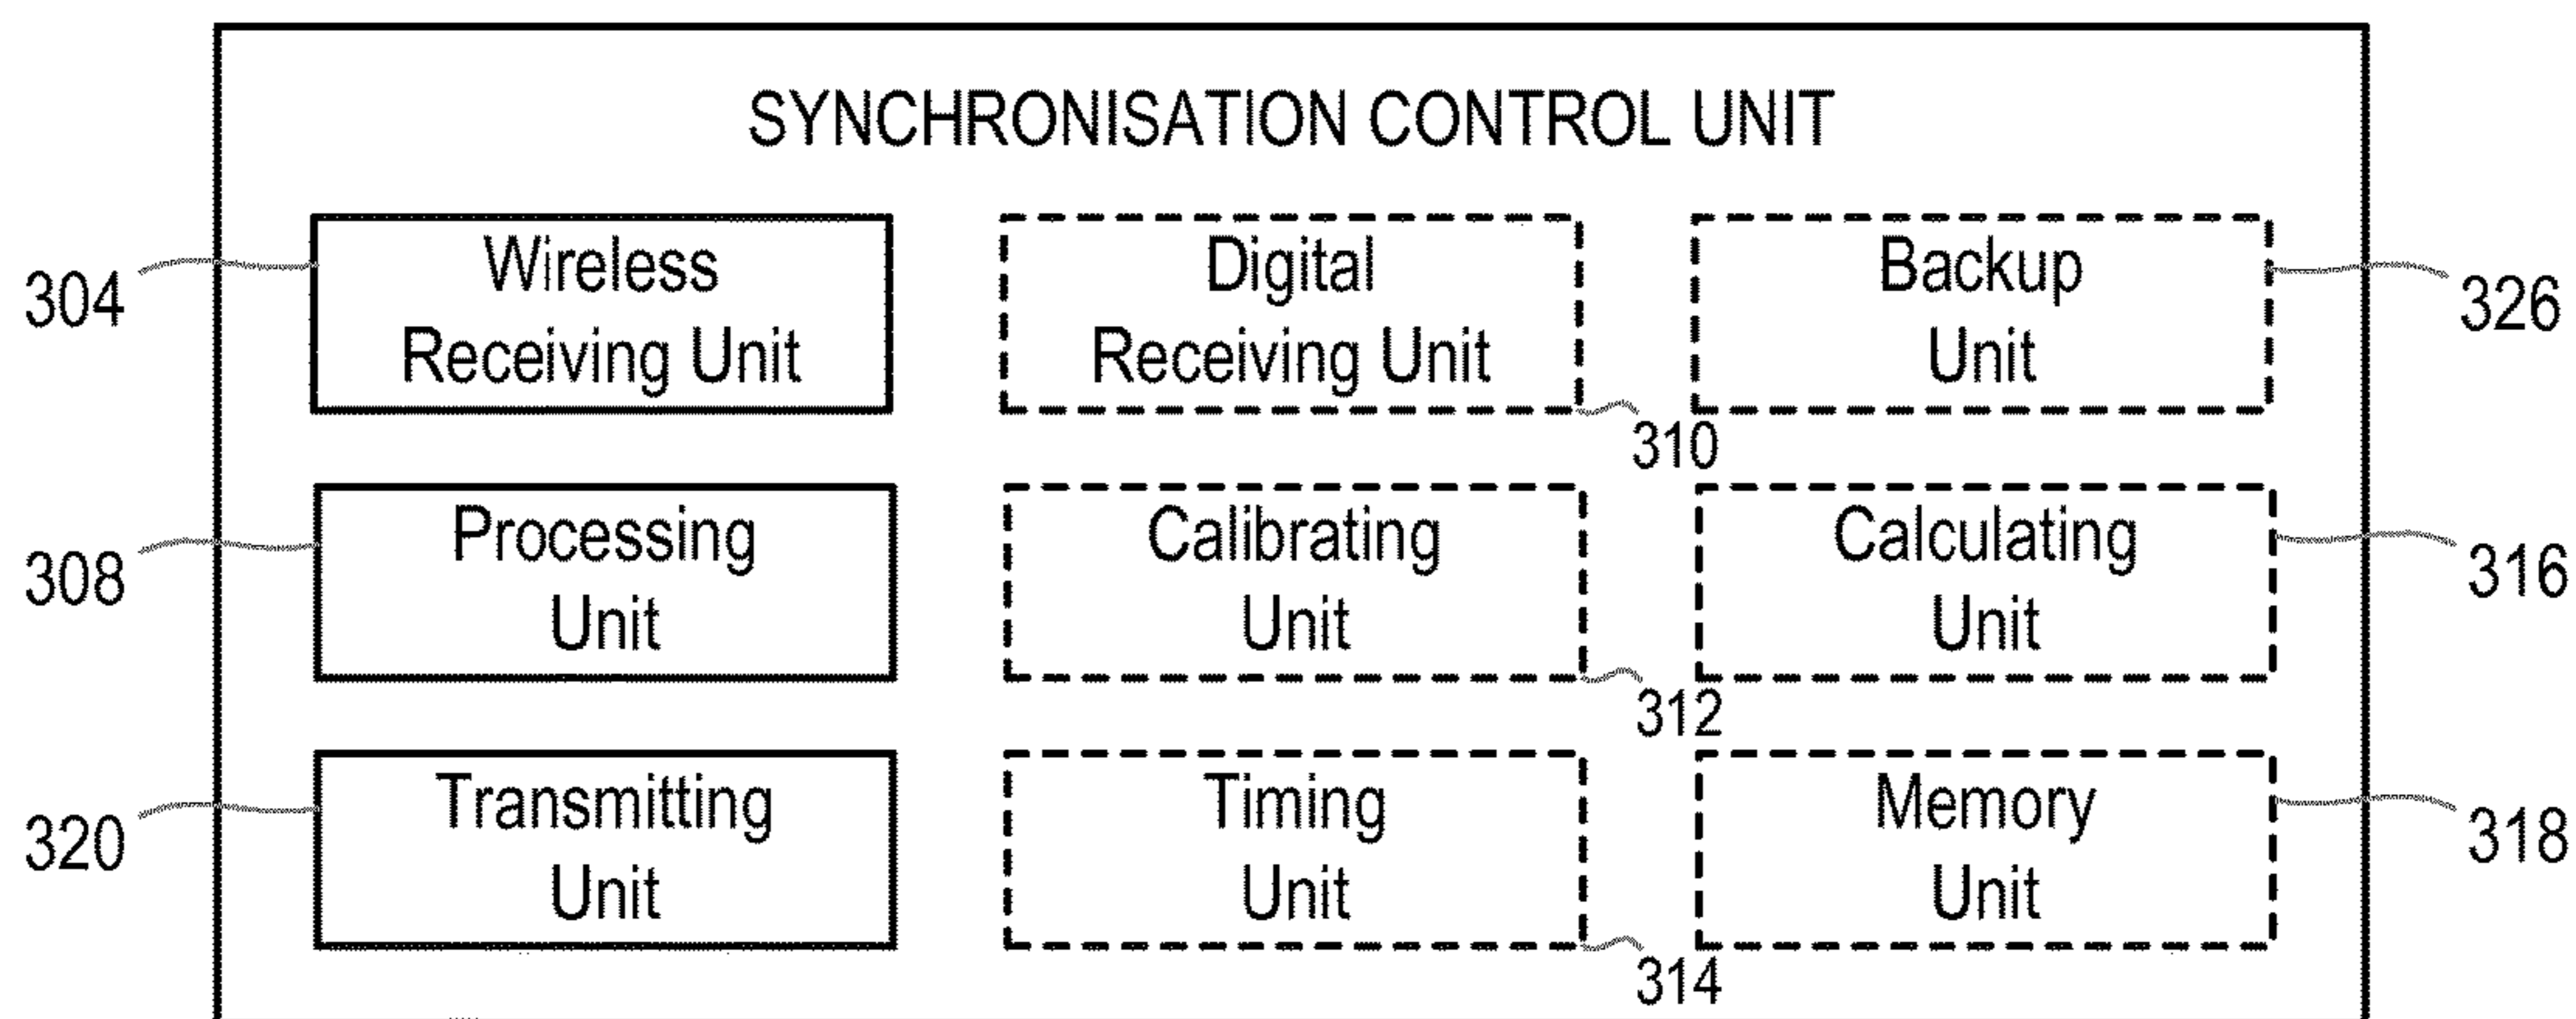 SYNCHRONISATION CONTROL UNIT
304
Wireless
Receiving Unit
Digital
Receiving Unit
310
Backup
Unit
326
308
Processing
Unit
Calibrating
Unit
312
Calculating
Unit
316
320
Transmitting
Unit
Timing
Unit
314
Memory
Unit
318